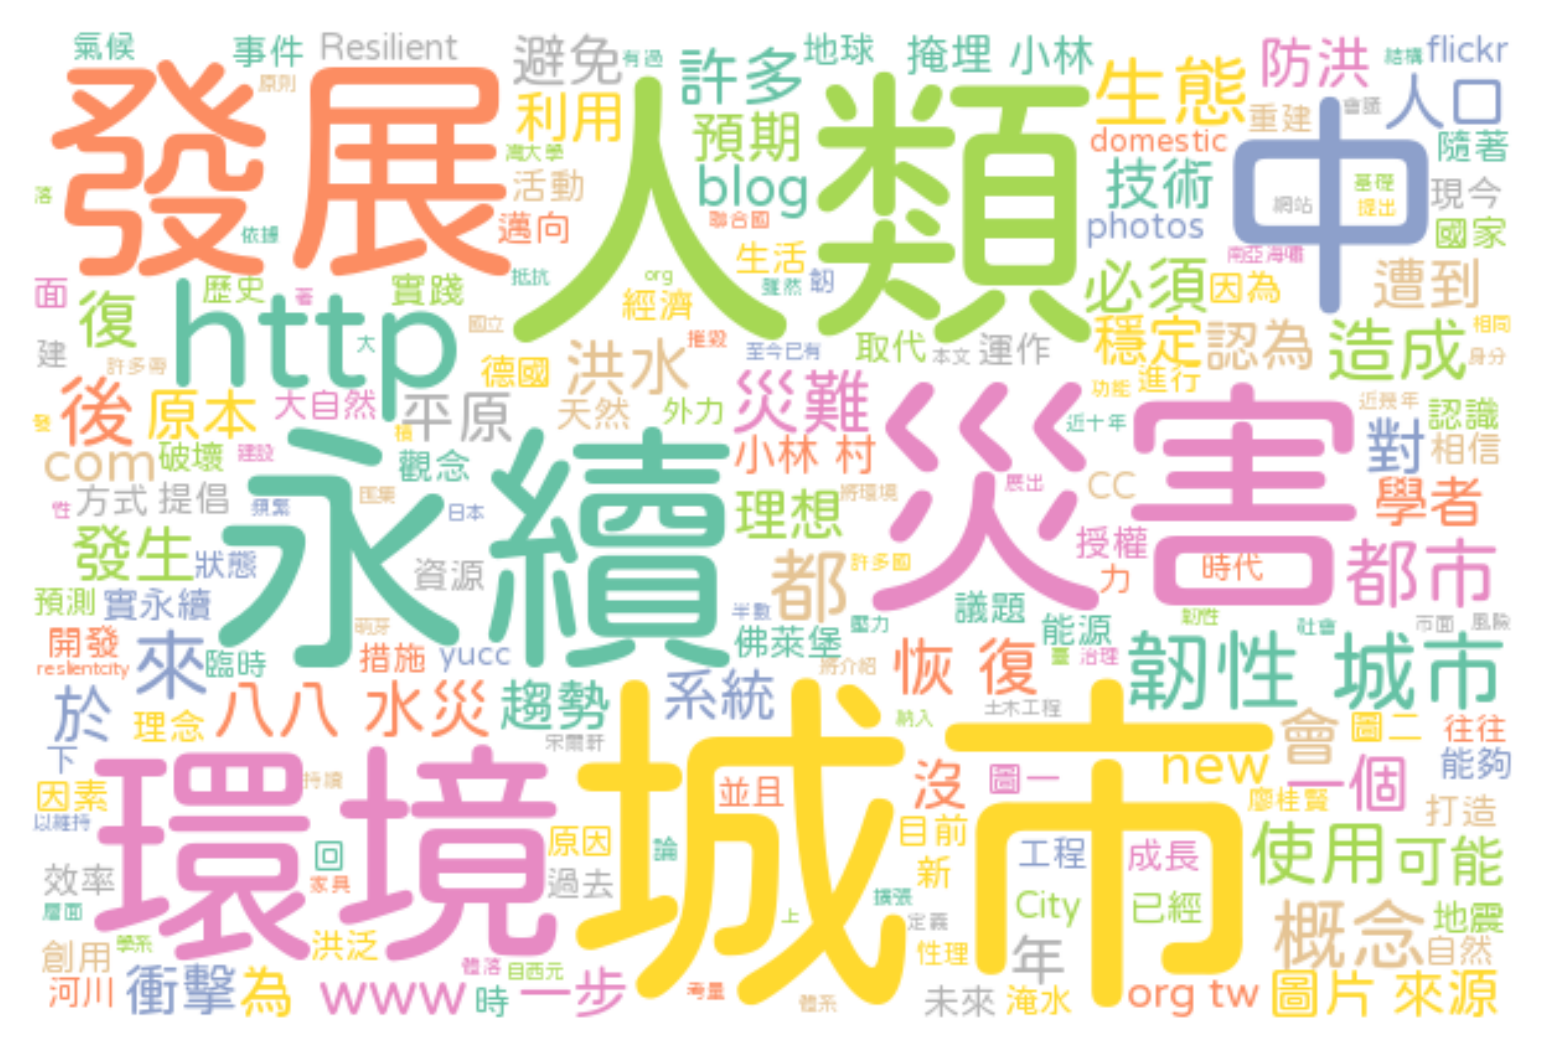 氣候 事件 Resilient 避免 有過 許多 地球 掩埋 小林 生態 防洪 結構 flickr
原則 發展 利用 人類 預期 domestic 重建 會議 人口
灣大學 技術 中 隨著
落 活動 blog 基礎 現今
依據 邁向 聯合國 photos 網站 提出 國家
生活 南亞海嘯
面 復 歷史 著 實踐 抵抗 org 雖然 韌 必須 因為 遭到
http 國立 經濟 穩定 認為 造成 相同
建 大 摧毀 至今已有 取代 本文 運作 身分
許多帶 德國 洪水 功能 進行
後 原本 大自然 平原 天然 外力 災難 災害 近十年 近幾年 認識
發 積 對
com 破壞 建設 觀念 小林 村 相信
性 方式 提倡 頻繁 匯集 日本 理想 將環境 展出 CC 學者
永續
發生 狀態 資源 都 許多國 授權 力 時代 都市
預測 實永續 半數 壓力 議題 韌性 社會 市面 風險
開發 萌芽 佛萊堡 能源
reslientcity 來 臨時 措施 yucc 將介紹 恢 復 臺 治理 韌性 城市
於 理念 八八 水災 趨勢 系統 納入 土木工程 會 圖二 往往
下 宋爾軒 城市 new 能夠
因素 環境 持續 並且 沒 圖一 一個 廖桂賢 打造
以維持
回 原因 論 目前 工程 成長 使用 可能
效率 家具 過去 新
層面 擴張 City 已經 概念 地震
學系 上 定義
創用 洪泛 體落 目西元 性理 年 自然
河川 衝擊 為 www 時 一步 考量 體系 未來 淹水 org tw 圖片 來源